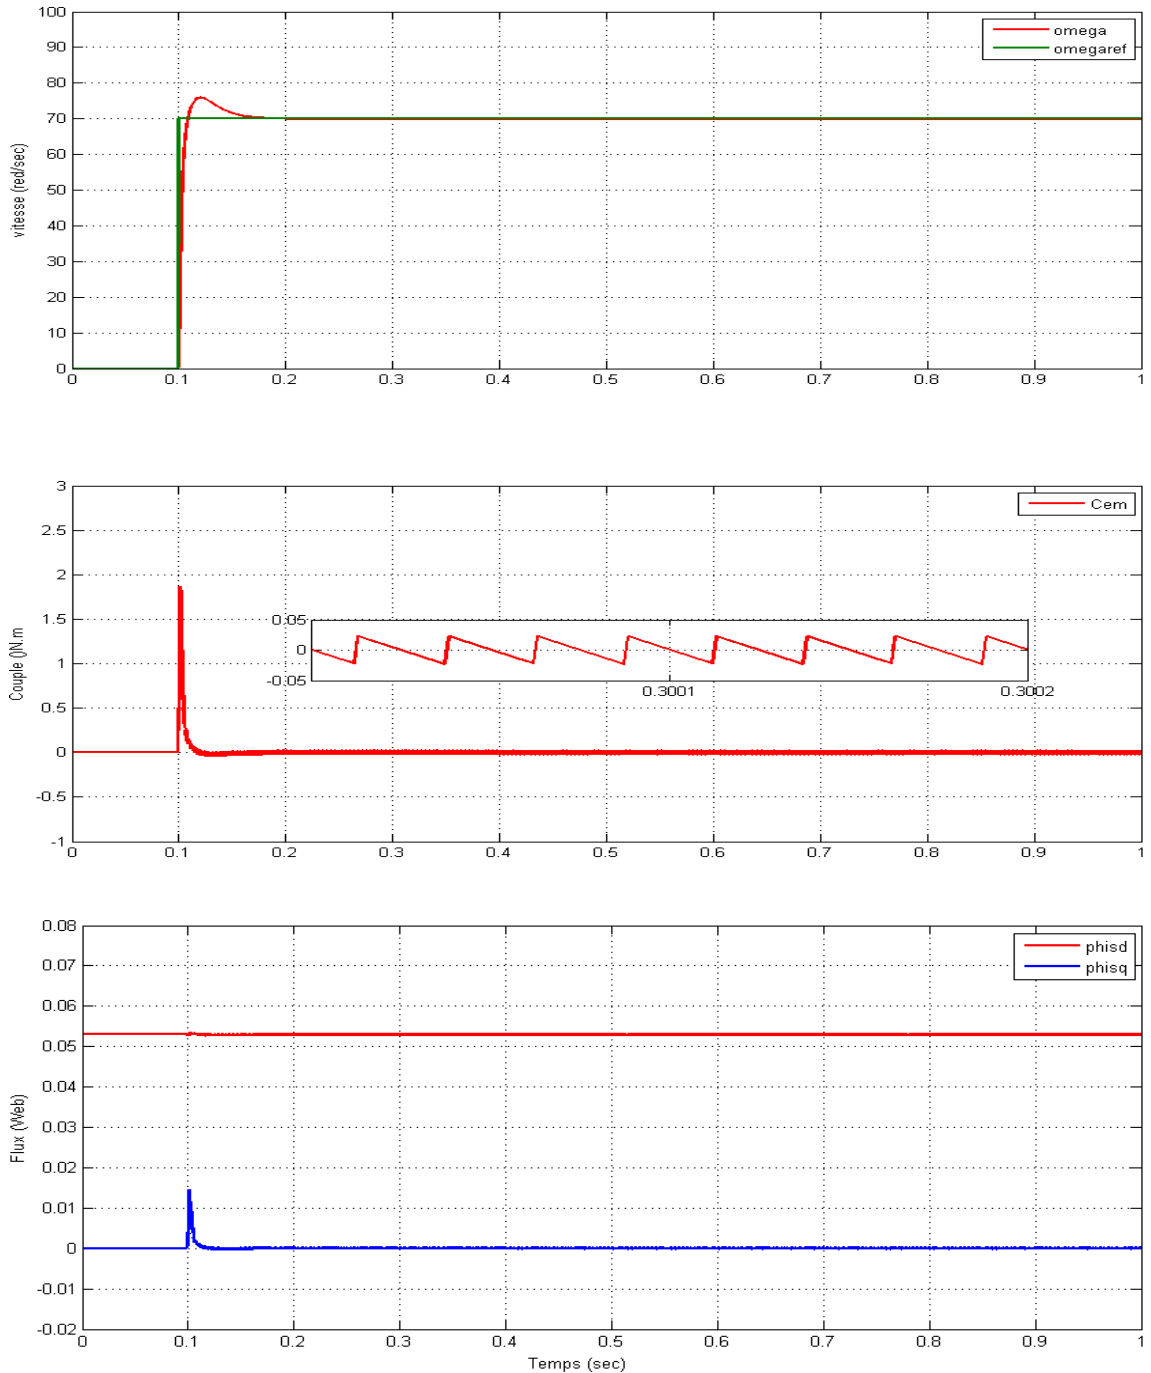 100
90
80
70
60
50
40
30
20
10
0
vitesse (red/sec)
omega
omegaref
0 0.1 0.2 0.3 0.4 0.5 0.6 0.7 0.8 0.9 1
3
2.5
2
1.5
1
0.5
0
-0.5
-1
Couple ()N.m
Cem
0.05
0
-0.05
0.3001 0.3002
0 0.1 0.2 0.3 0.4 0.5 0.6 0.7 0.8 0.9 1
0.08
0.07
0.06
0.05
0.04
0.03
0.02
0.01
0
-0.01
-0.02
Flux (Web)
phisd
phisq
0 0.1 0.2 0.3 0.4 0.5 0.6 0.7 0.8 0.9 1
Temps (sec)